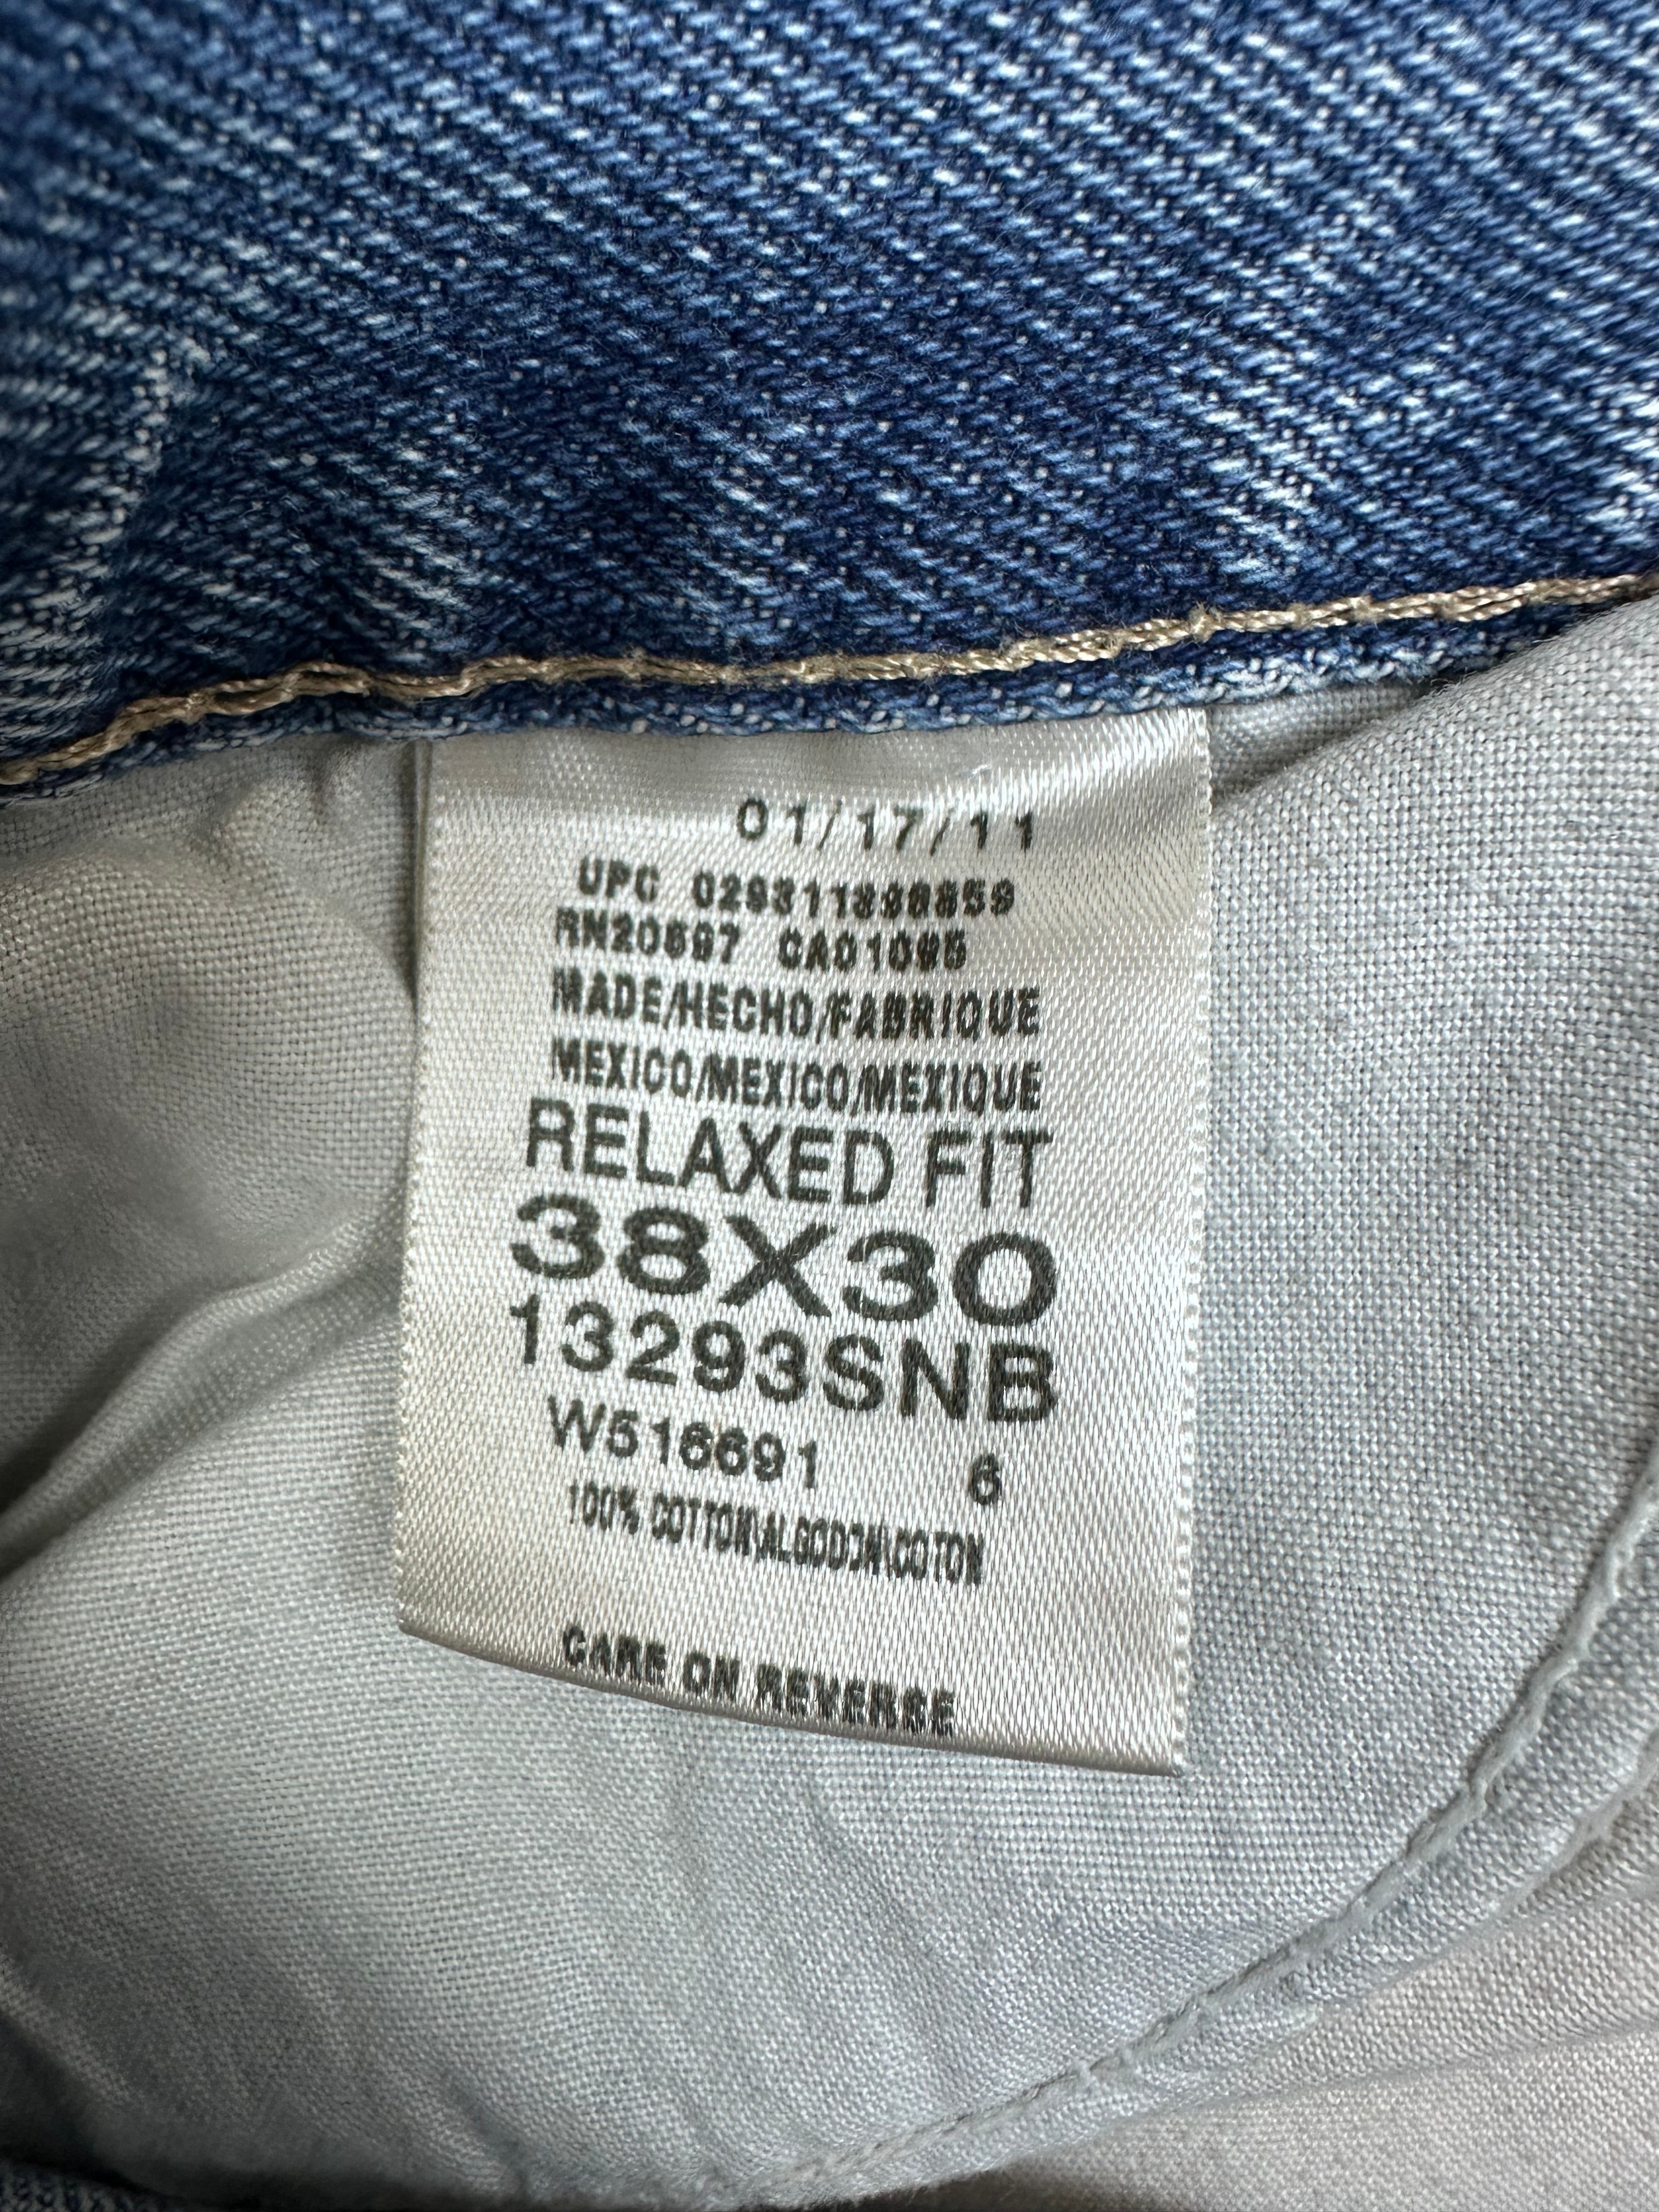 01/17/11
UPC
RN20697 CA01095
MADE/HECHO/FABRIQUE
MEXICO/MEXICO/MEXIQUE
RELAXED FIT
38X30
13293SNB
W516691 6
100% COTTON\ALGODON\COTON
CARE ON REVERSE